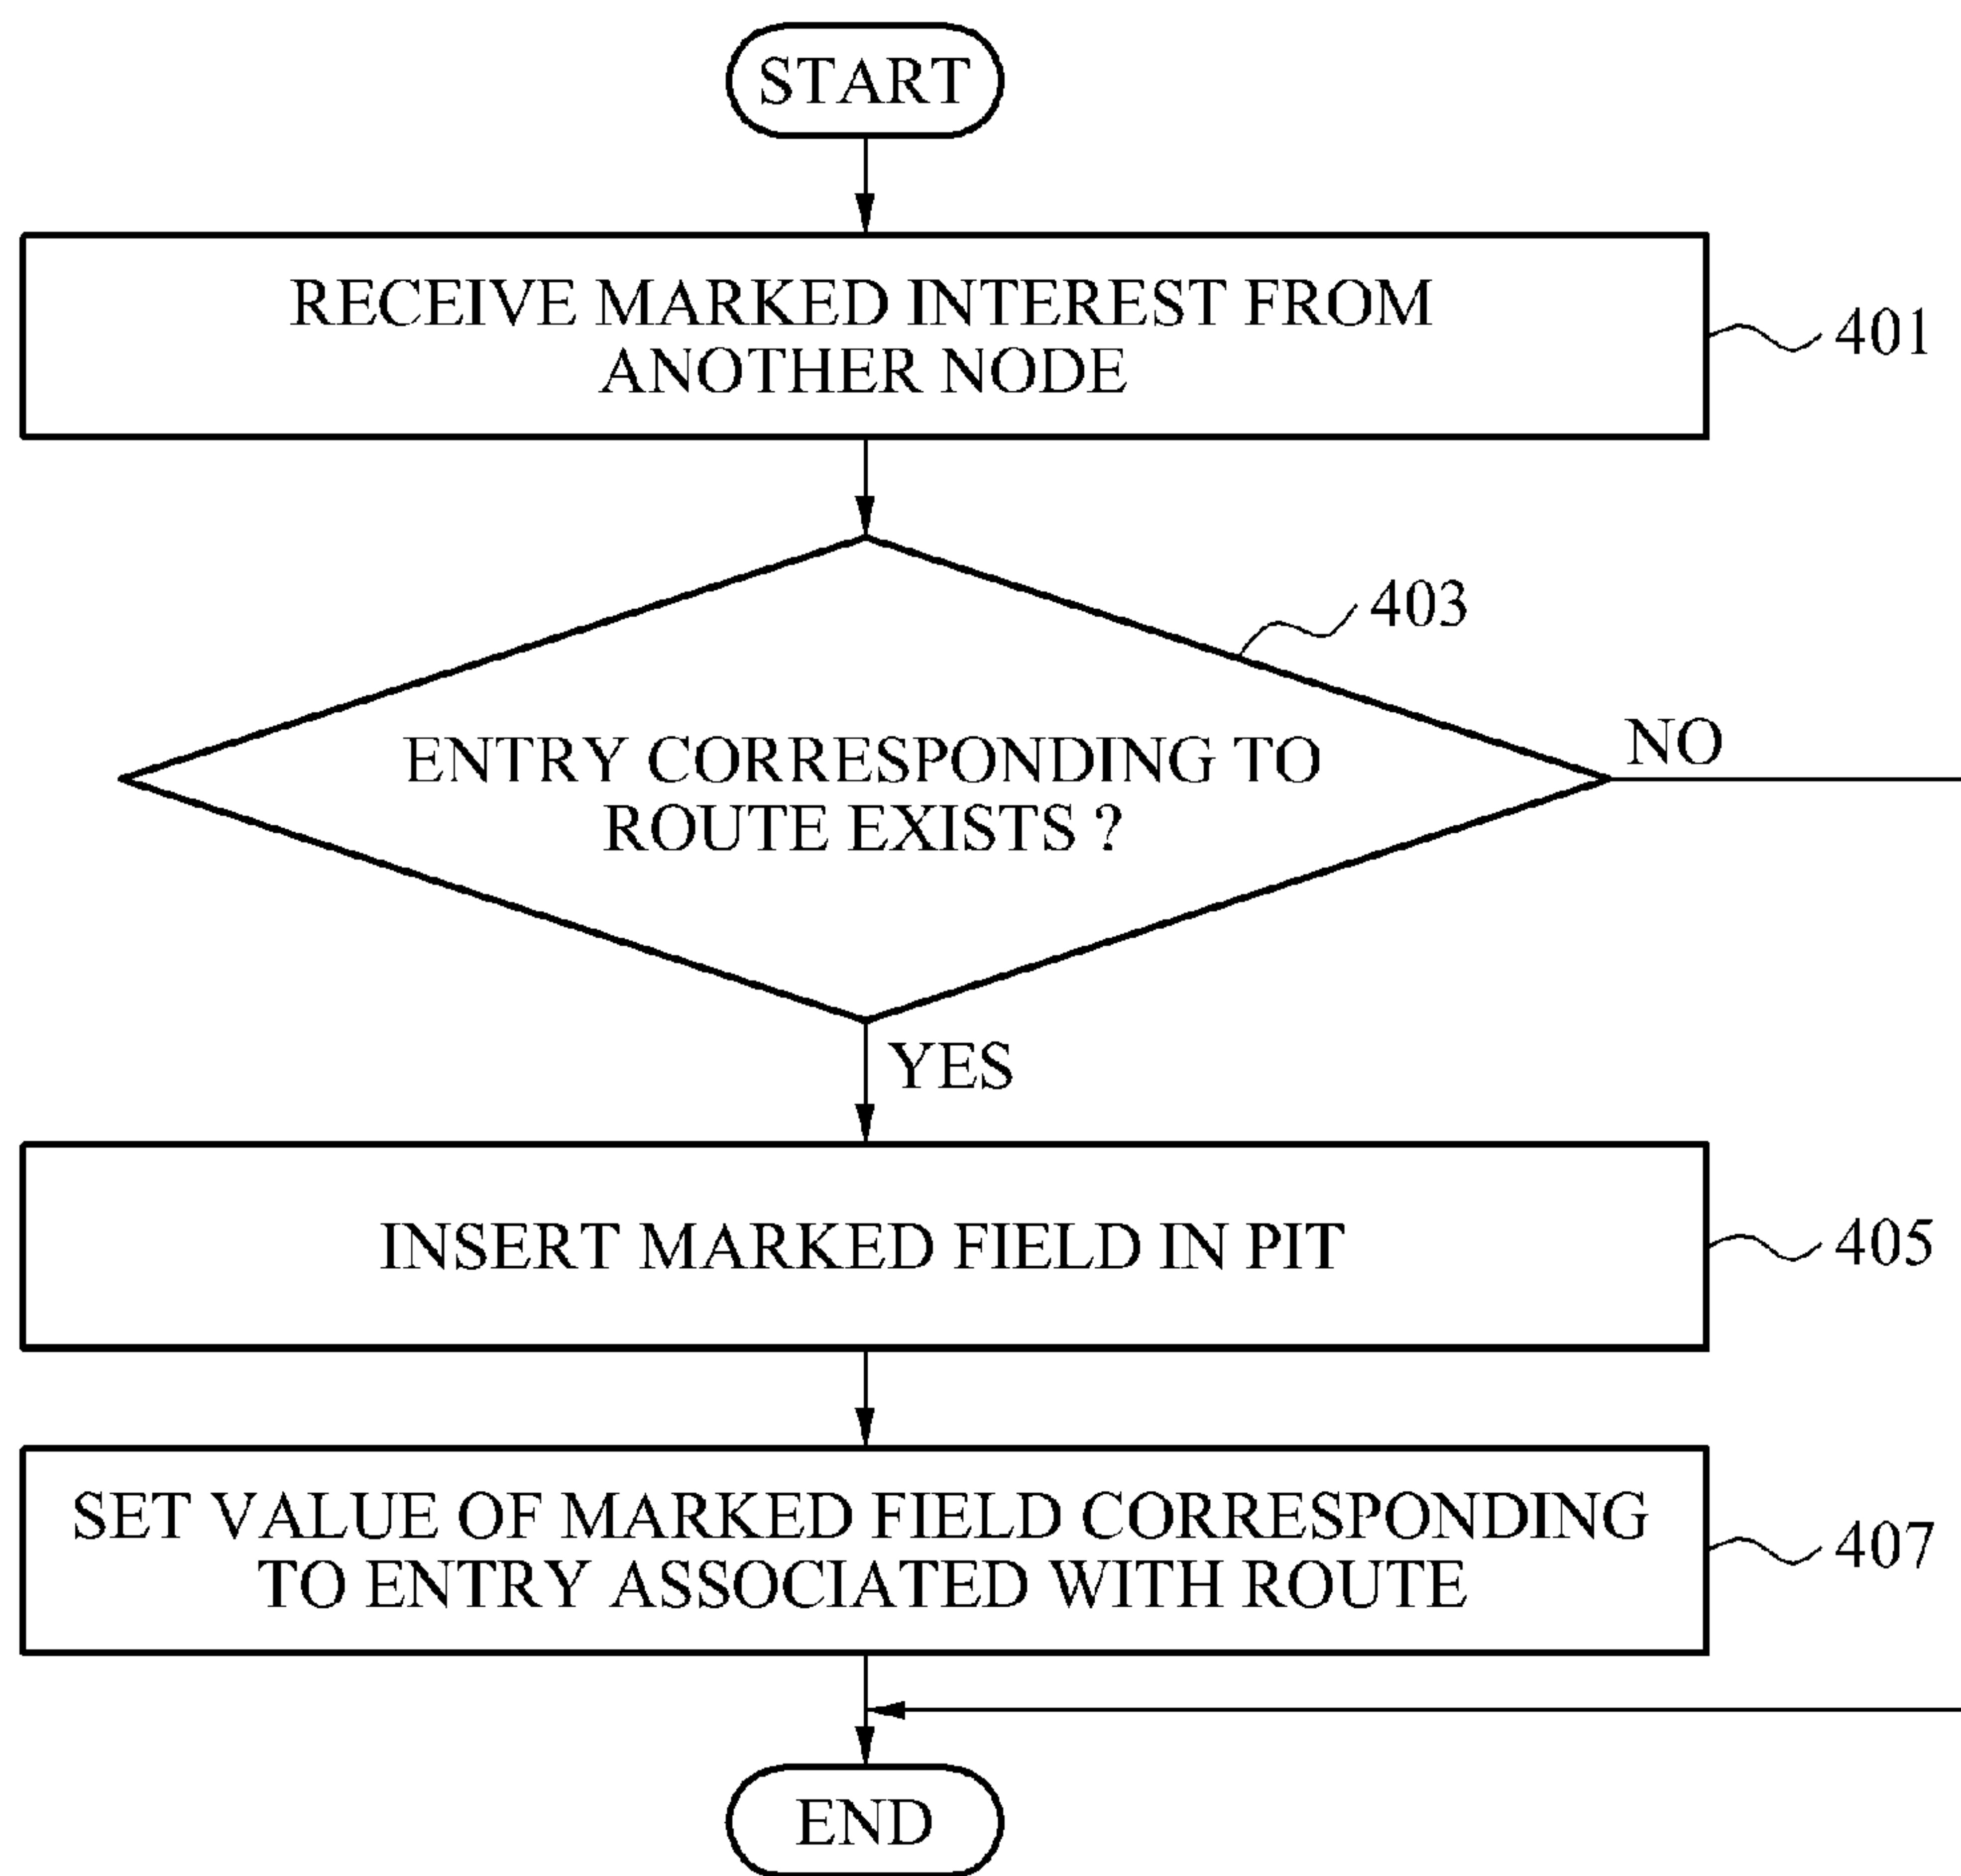 START
RECEIVE MARKED INTEREST FROM
ANOTHER NODE
401
403
ENTRY CORRESPONDING TO
ROUTE EXISTS ?
NO
YES
INSERT MARKED FIELD IN PIT
405
SET VALUE OF MARKED FIELD CORRESPONDING
TO ENTRY ASSOCIATED WITH ROUTE
407
END